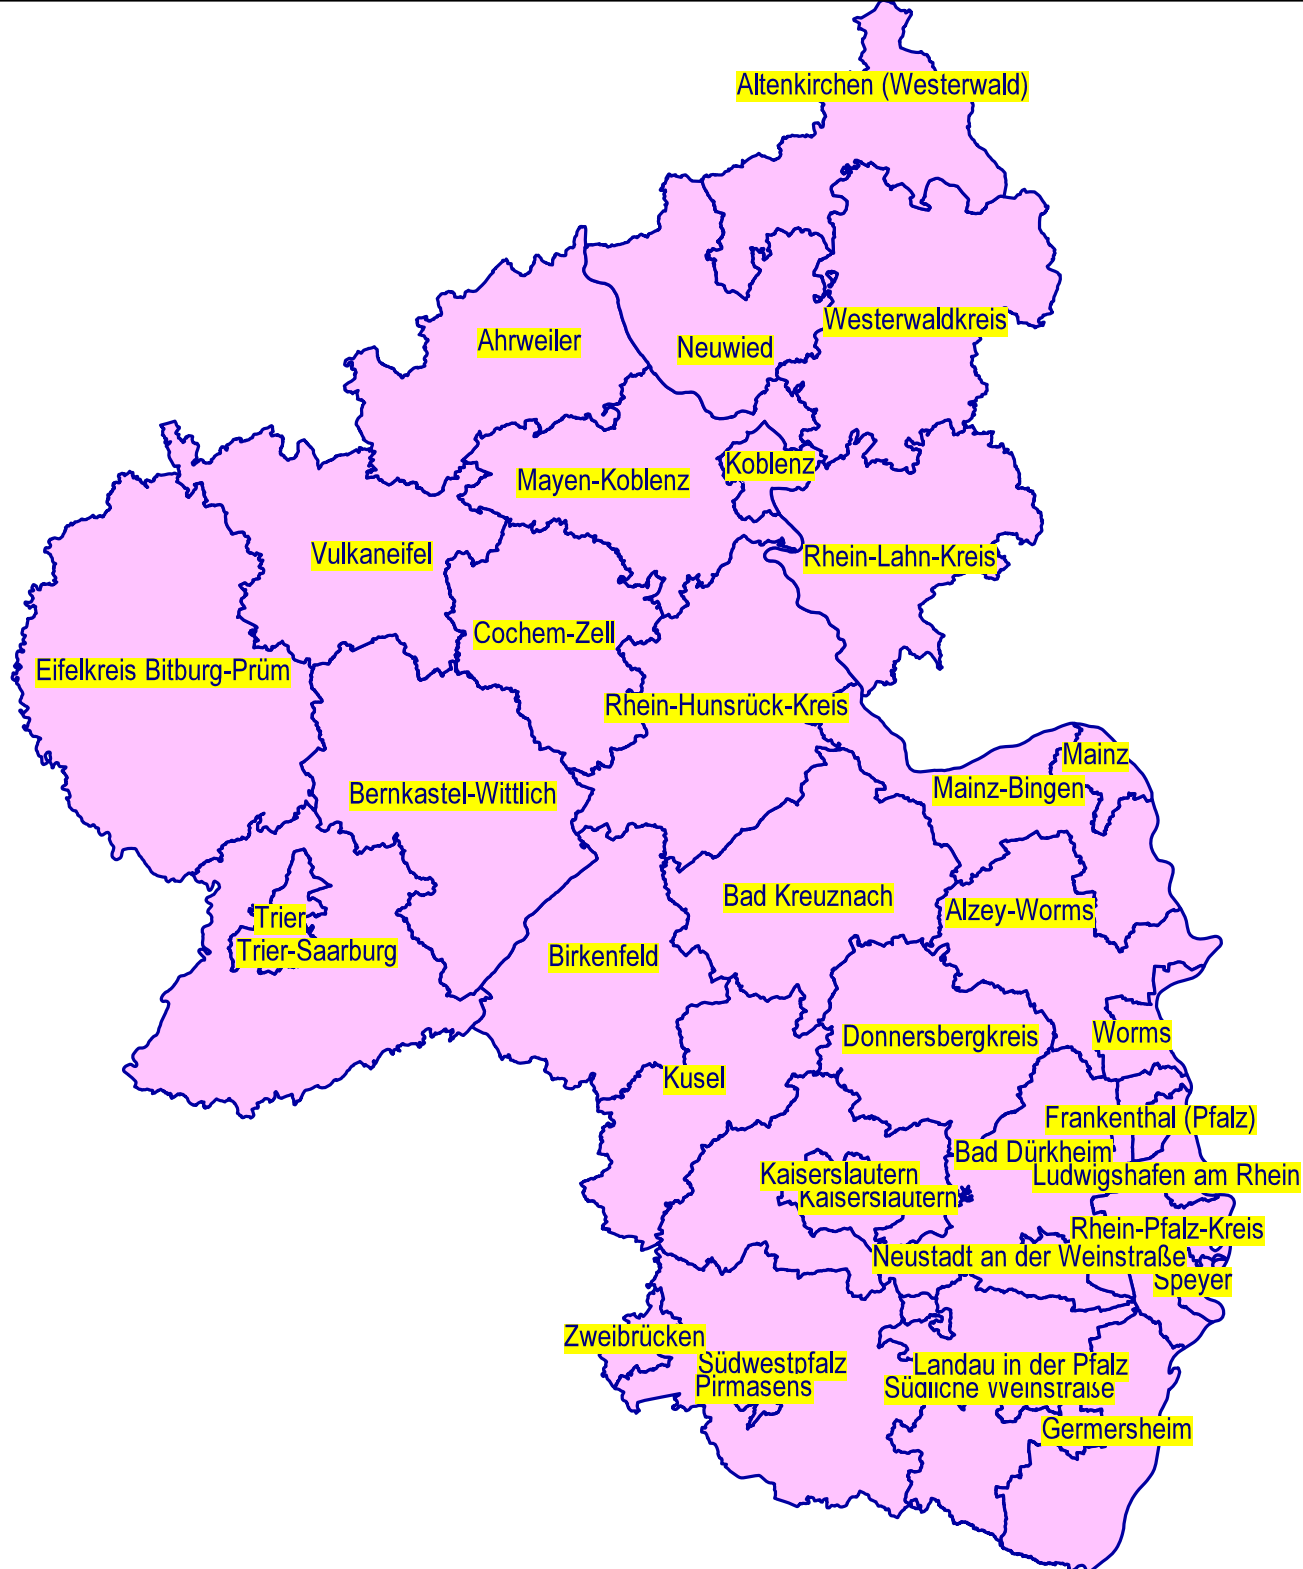 Altenkirchen (Westerwald)
Westerwaldkreis
Ahrweiler
Neuwied
Koblenz
Mayen-Koblenz
Vulkaneifel
Rhein-Lahn-Kreis
Cochem-Zell
Eifelkreis Bitburg-Prüm
Rhein-Hunsrück-Kreis
Mainz
Mainz-Bingen
Bernkastel-Wittlich
Bad Kreuznach
Alzey-Worms
Trier
Trier-Saarburg
Birkenfeld
Donnersbergkreis
Worms
Kusel
Frankenthal (Pfalz)
Bad Dürkheim
Kaiserslautern
Ludwigshafen am Rhein
Kaiserslautern
Rhein-Pfalz-Kreis
Neustadt an der Weinstraße
Speyer
Zweibrücken
Südwestpfalz
Landau in der Pfalz
Pirmasens
Südliche Weinstraße
Germersheim